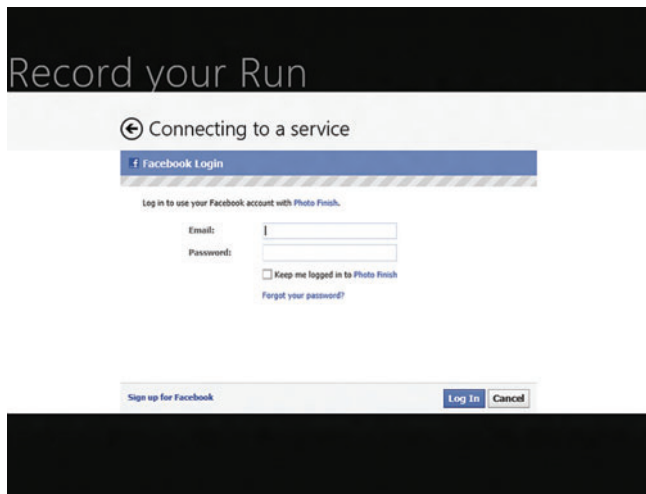 Record your Run
Connecting to a service
f Facebook Login
Log in to use your Facebook account with Photo Finish.
Email:
Password:
Keep me logged in to Photo Finish
Forgot your password?
Sign up for Facebook
Log In Cancel